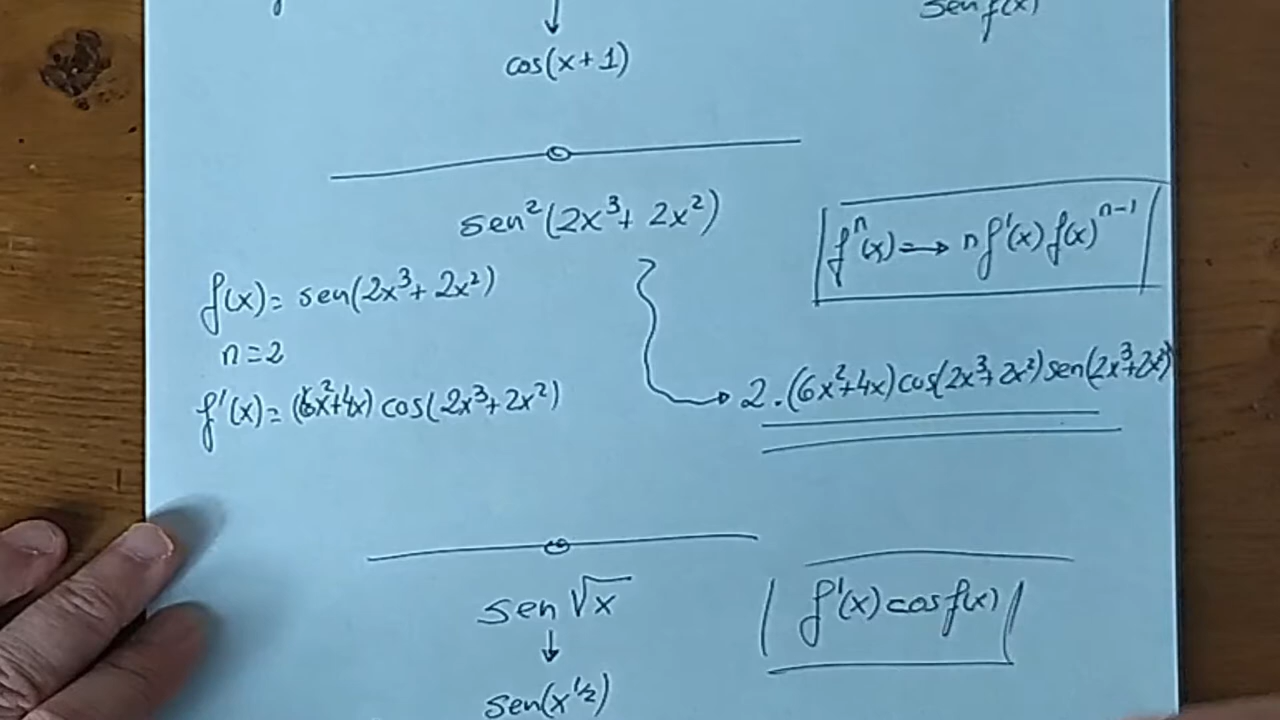 sen f(x)
cos(x+1)
sen²(2x³+ 2x²)
fⁿ(x) → n f'(x) f(x)ⁿ⁻¹
f(x)= sen(2x³+ 2x²)
n=2
f'(x)= (6x²+4x) cos(2x³+2x²)
2.(6x²+4x)cos(2x³+2x²)sen(2x³+2x²)
sen √x
f'(x) cos f(x)
sen(x^½)